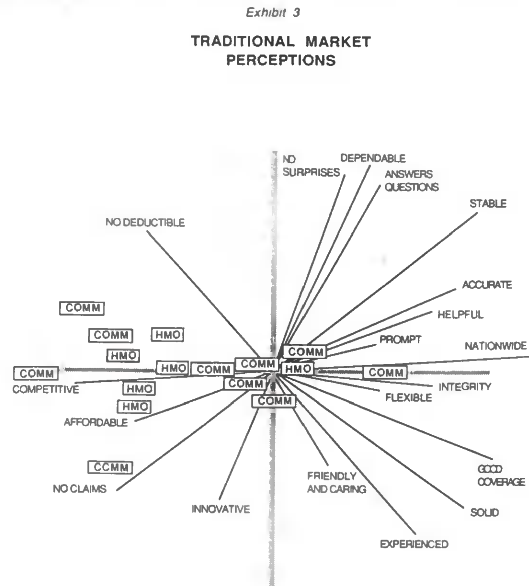 Exhibit 3
TRADITIONAL MARKET
PERCEPTIONS
NO
SURPRISES
DEPENDABLE
ANSWERS
QUESTIONS
STABLE
NO DEDUCTIBLE
ACCURATE
COMM
HELPFUL
COMM
HMO
PROMPT
NATIONWIDE
HMO
COMM
COMM
HMO
COMM
COMM
HMO
COMM
COMPETITIVE
HMO
COMM
INTEGRITY
FLEXIBLE
HMO
COMM
AFFORDABLE
CCMM
GOOD
COVERAGE
NO CLAIMS
FRIENDLY
AND CARING
INNOVATIVE
SOLID
EXPERIENCED